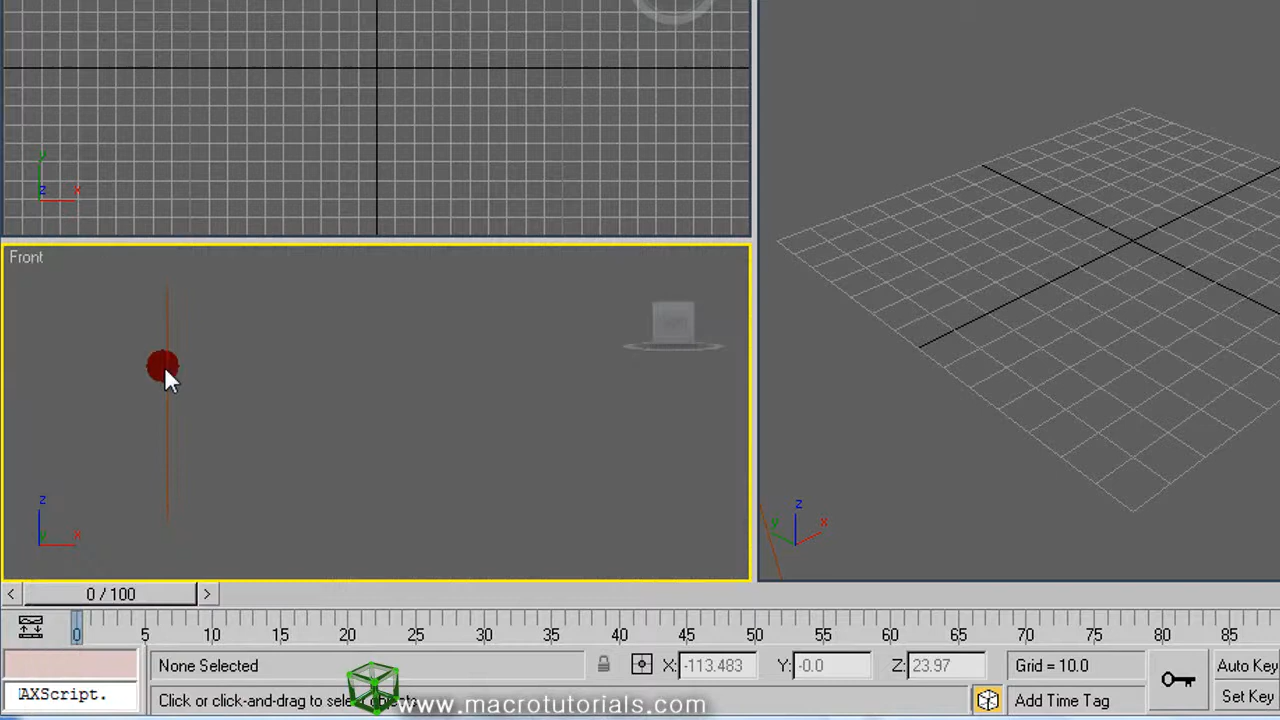 y
z
x
Front
z
y
x
z
y
x
<
0 / 100
>
0 5 10 15 20 25 30 35 40 45 50 55 60 65 70 75 80 85
None Selected
X: -113.483
Y: -0.0
Z: 23.97
Grid = 10.0
Auto Key
AXScript.
Click or click-and-drag to select objects
Add Time Tag
Set Key
www.macrotutorials.com